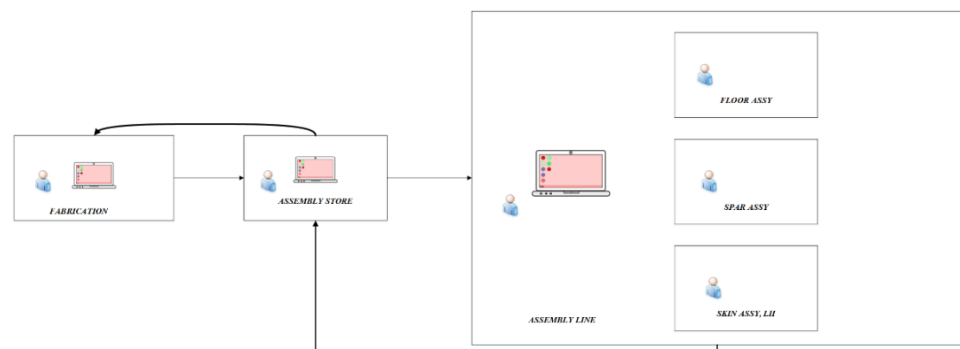 FLOOR ASSY
FABRICATION
ASSEMBLY STORE
SPAR ASSY
ASSEMBLY LINE
SKIN ASSY, LH